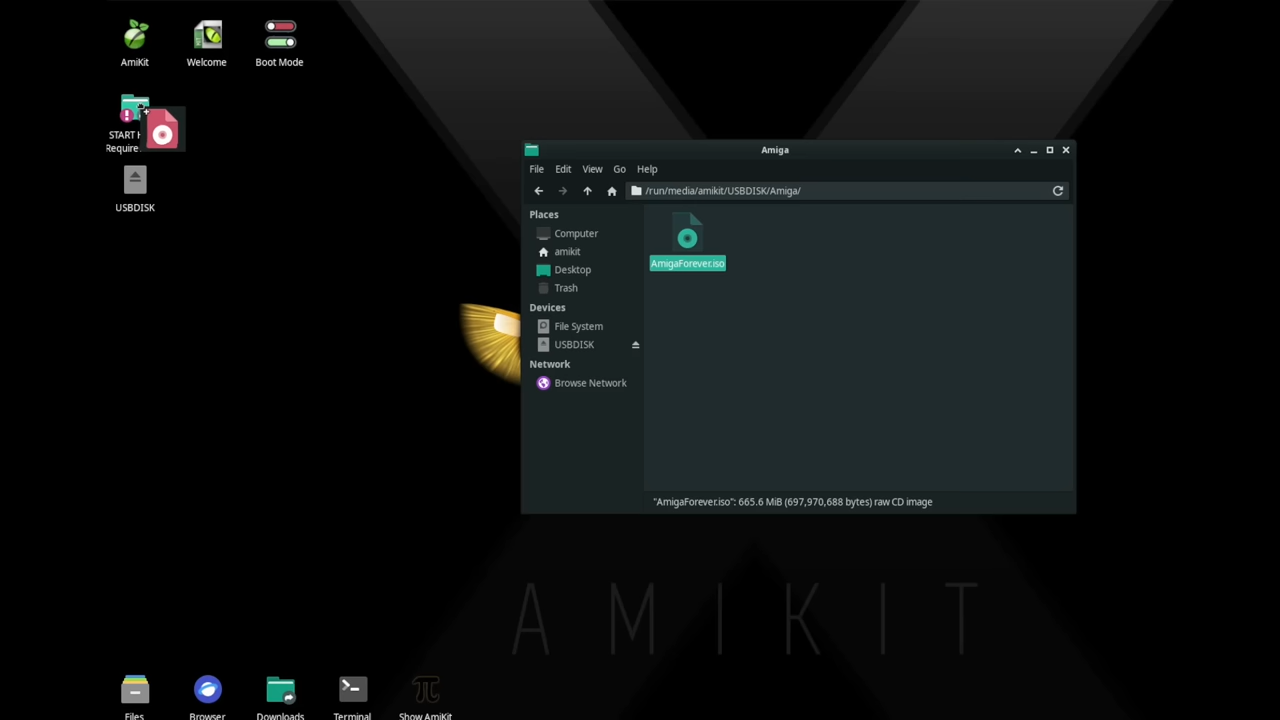 AmiKit
Welcome
Boot Mode
START
Require
USBDISK
Amiga
File Edit View Go Help
/run/media/amikit/USBDISK/Amiga/
Places
Computer
amikit
Desktop
Trash
Devices
File System
USBDISK
Network
Browse Network
AmigaForever.iso
"AmigaForever.iso": 665.6 MiB (697,970,688 bytes) raw CD image
AMIKIT
Files
Browser
Downloads
Terminal
Show AmiKit